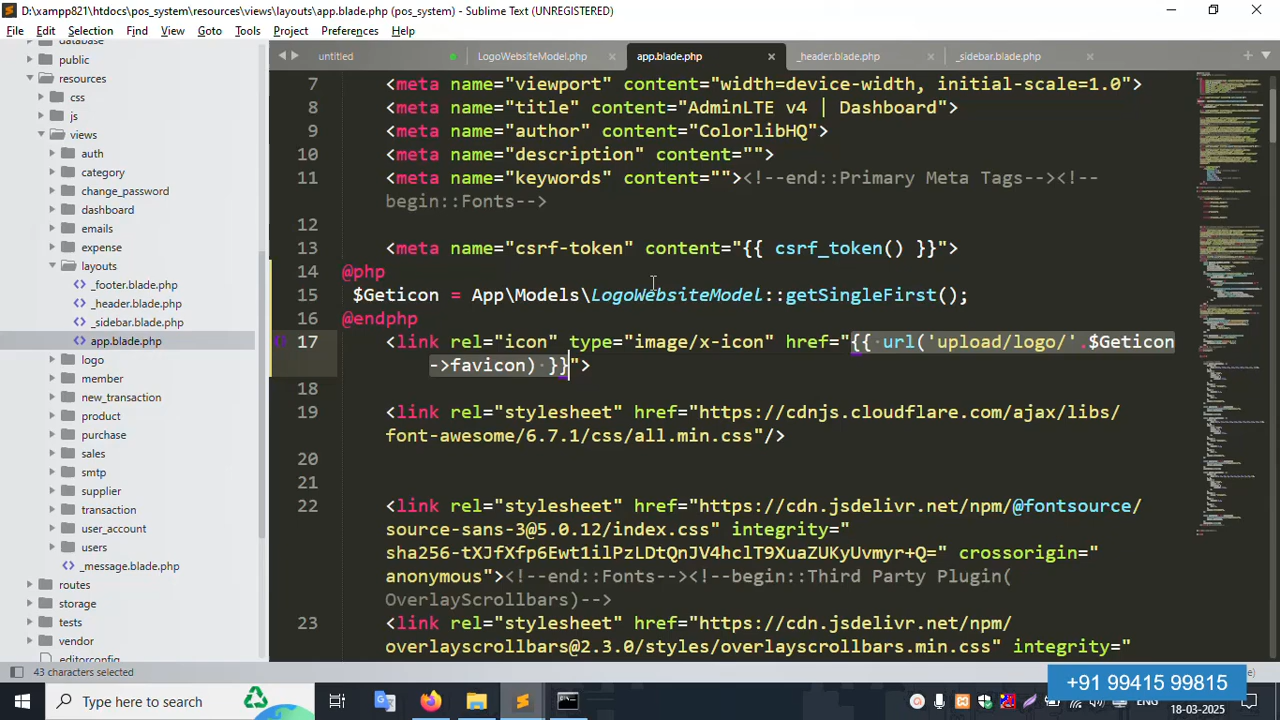 D:\xampp821\htdocs\pos_system\resources\views\layouts\app.blade.php (pos_system) - Sublime Text (UNREGISTERED)
File Edit Selection Find View Goto Tools Project Preferences Help
untitled LogoWebsiteModel.php app.blade.php _header.blade.php _sidebar.blade.php
public
resources
css
js
views
auth
category
change_password
dashboard
emails
expense
layouts
_footer.blade.php
_header.blade.php
_sidebar.blade.php
app.blade.php
logo
member
new_transaction
product
purchase
sales
smtp
supplier
transaction
user_account
users
_message.blade.php
routes
storage
tests
vendor
7 <meta name="viewport" content="width=device-width, initial-scale=1.0">
8 <meta name="title" content="AdminLTE v4 | Dashboard">
9 <meta name="author" content="ColorlibHQ">
10 <meta name="description" content="">
11 <meta name="keywords" content=""><!--end::Primary Meta Tags--><!--
begin::Fonts-->
12
13 <meta name="csrf-token" content="{{ csrf_token() }}">
14 @php
15 $Geticon = App\Models\LogoWebsiteModel::getSingleFirst();
16 @endphp
17 <link rel="icon" type="image/x-icon" href="{{ url('upload/logo/'.$Geticon
->favicon) }}">
18
19 <link rel="stylesheet" href="https://cdnjs.cloudflare.com/ajax/libs/
font-awesome/6.7.1/css/all.min.css"/>
20
21
22 <link rel="stylesheet" href="https://cdn.jsdelivr.net/npm/@fontsource/
source-sans-3@5.0.12/index.css" integrity="
sha256-tXJfXfp6Ewt1ilPzLDtQnJV4hclT9XuaZUKyUvmyr+Q=" crossorigin="
anonymous"><!--end::Fonts--><!--begin::Third Party Plugin(
OverlayScrollbars)-->
23 <link rel="stylesheet" href="https://cdn.jsdelivr.net/npm/
overlayscrollbars@2.3.0/styles/overlayscrollbars.min.css" integrity="
43 characters selected
+91 99415 99815
Type here to search
ENG
18-03-2025